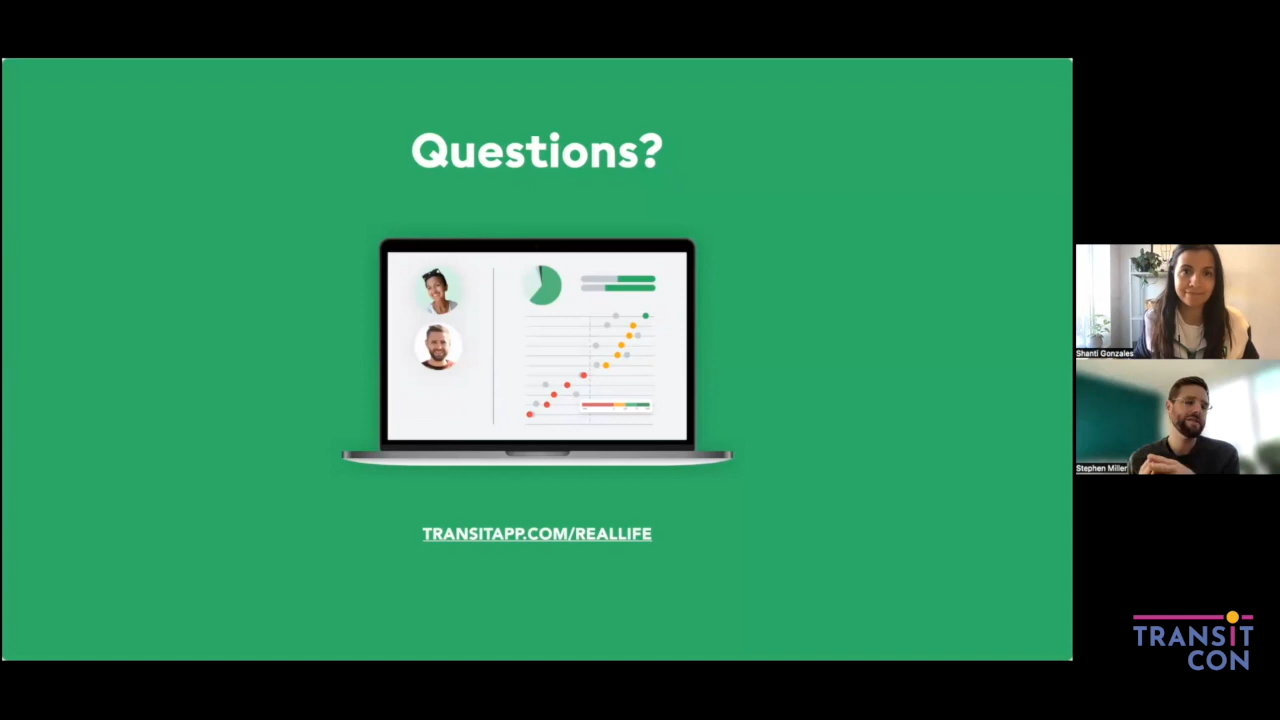 Questions?
TRANSITAPP.COM/REALLIFE
Shanti Gonzales
Stephen Miller
TRANSIT
CON